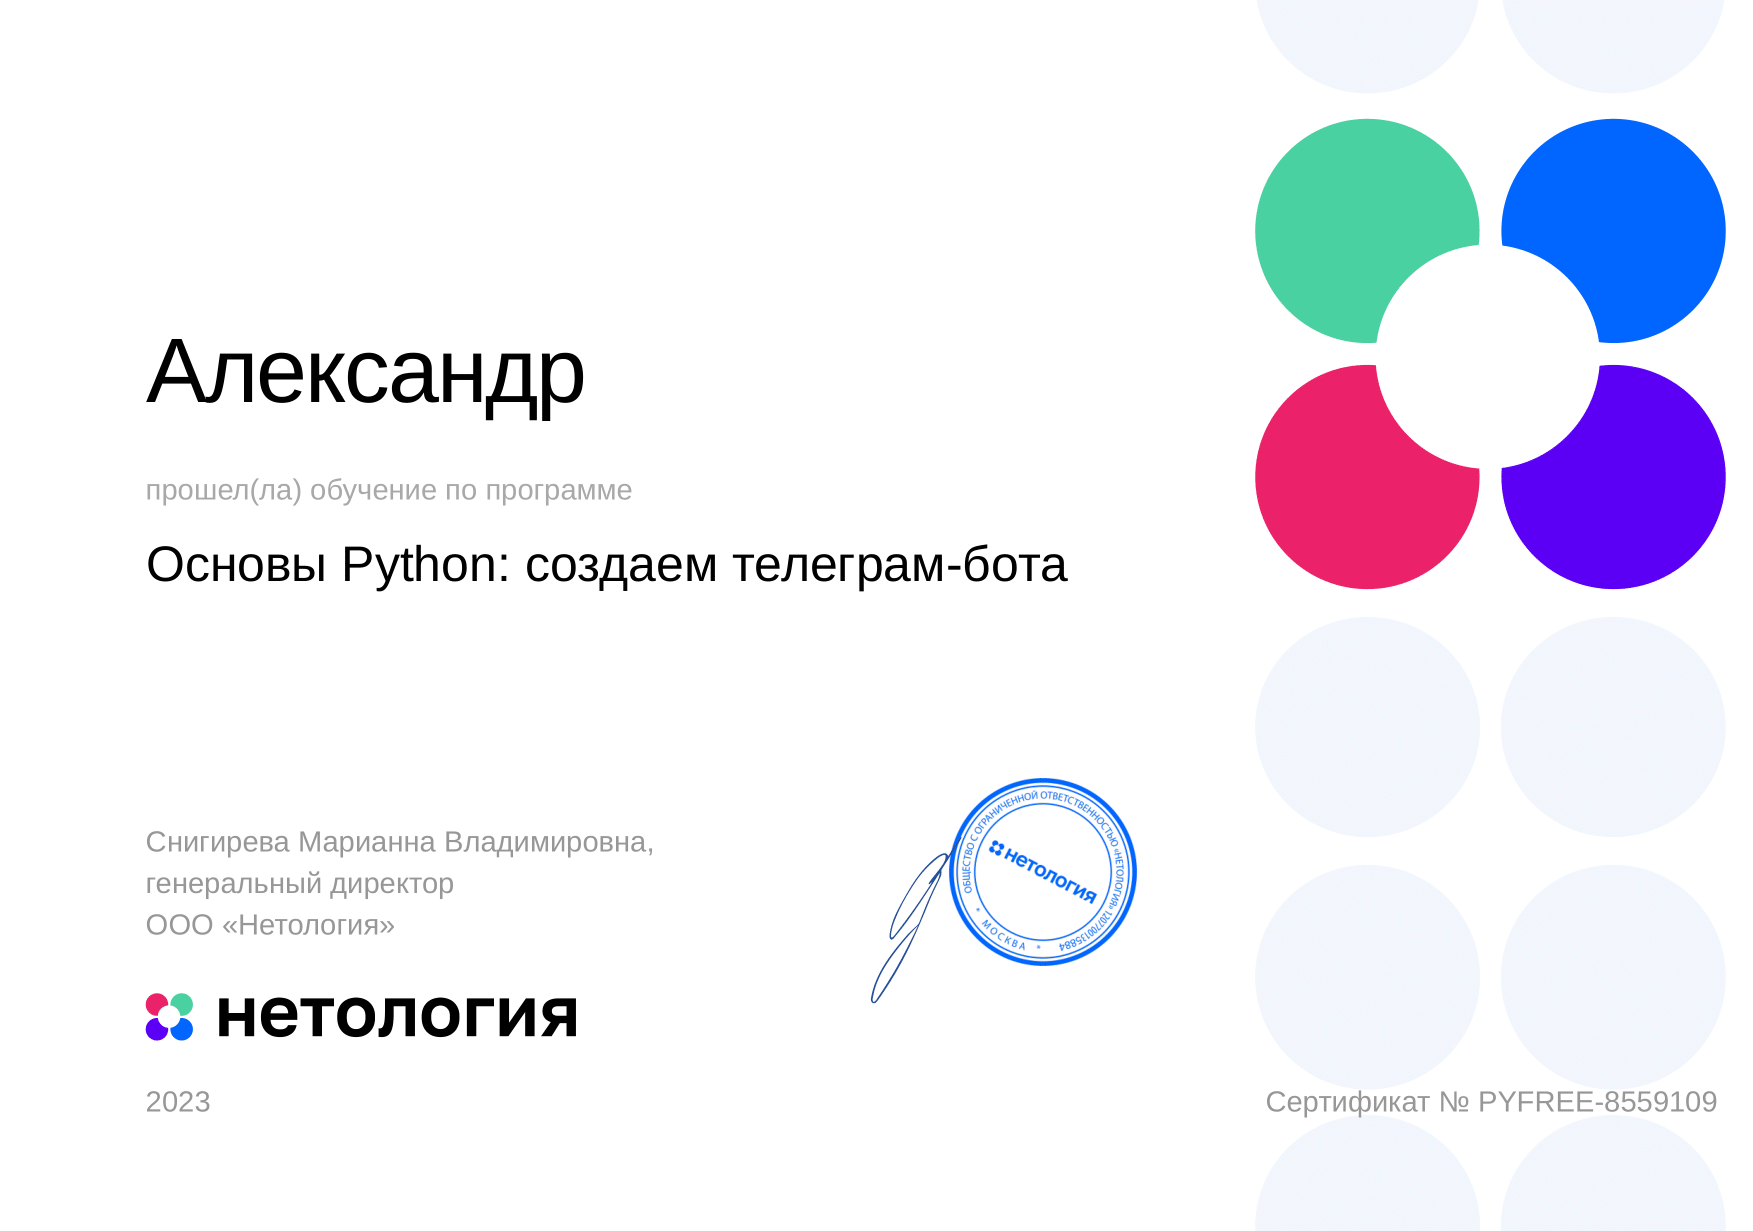 Александр
прошел(ла) обучение по программе
Основы Python: создаем телеграм-бота
Снигирева Марианна Владимировна,
генеральный директор
ООО «Нетология»
ОБЩЕСТВО С ОГРАНИЧЕННОЙ ОТВЕТСТВЕННОСТЬЮ «НЕТОЛОГИЯ» 1207700135884
* МОСКВА *
нетология
нетология
2023
Сертификат № PYFREE-8559109